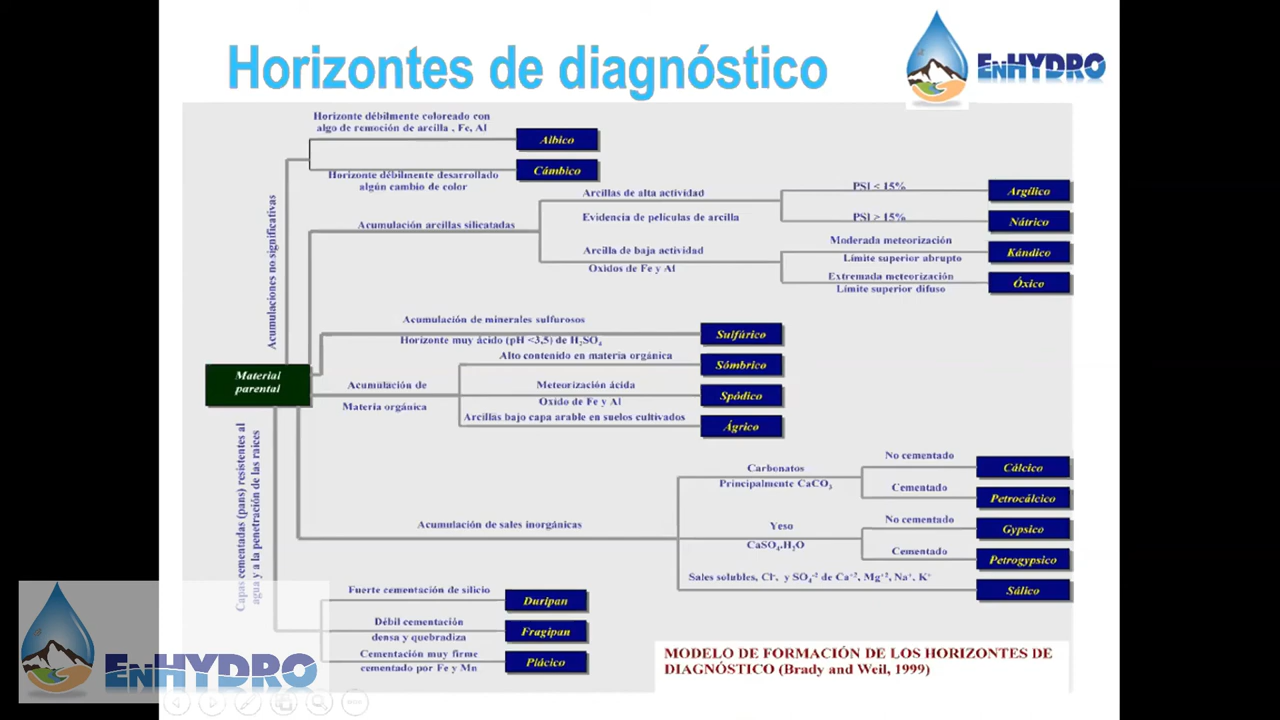 Horizontes de diagnóstico
EnHYDRO
Horizonte débilmente coloreado con
algo de remoción de arcilla , Fe, Al
Albico
Horizonte débilmente desarrollado
algún cambio de color
Cámbico
Acumulaciones no significativas
Acumulación arcillas silicatadas
Arcillas de alta actividad
Evidencia de películas de arcilla
PSI < 15%
Argílico
PSI > 15%
Nátrico
Arcilla de baja actividad
Oxidos de Fe y Al
Moderada meteorización
Límite superior abrupto
Kándico
Extremada meteorización
Límite superior difuso
Óxico
Acumulación de minerales sulfurosos
Horizonte muy ácido (pH <3,5) de H₂SO₄
Sulfúrico
Material
parental
Acumulación de
Materia orgánica
Alto contenido en materia orgánica
Sómbrico
Meteorización ácida
Oxido de Fe y Al
Spódico
Arcillas bajo capa arable en suelos cultivados
Ágrico
Capas cementadas (pans) resistentes al
agua y a la penetración de las raices
Acumulación de sales inorgánicas
Carbonatos
Principalmente CaCO₃
No cementado
Cálcico
Cementado
Petrocálcico
Yeso
CaSO₄.H₂O
No cementado
Gypsico
Cementado
Petrogypsico
Sales solubles, Cl⁻, y SO₄⁻² de Ca⁺², Mg⁺², Na⁺, K⁺
Sálico
Fuerte cementación de silicio
Duripan
Débil cementación
densa y quebradiza
Fragipan
Cementación muy firme
cementado por Fe y Mn
Plácico
MODELO DE FORMACIÓN DE LOS HORIZONTES DE
DIAGNÓSTICO (Brady and Weil, 1999)
EnHYDRO